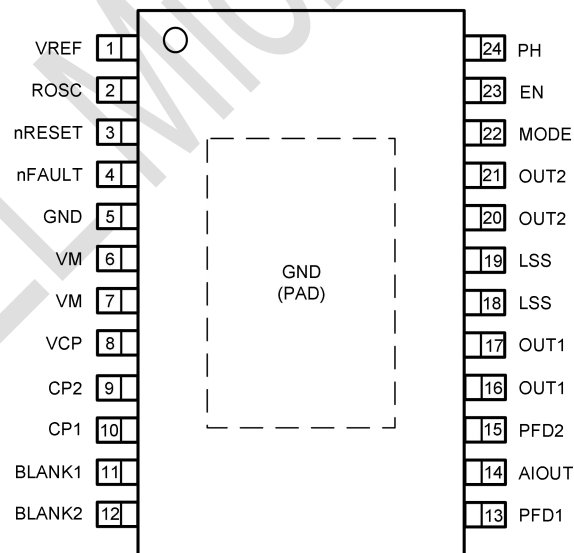 VREF 1 24 PH
ROSC 2 23 EN
nRESET 3 22 MODE
nFAULT 4 21 OUT2
GND 5 20 OUT2
VM 6 19 LSS
VM 7 18 LSS
GND
(PAD)
VCP 8 17 OUT1
CP2 9 16 OUT1
CP1 10 15 PFD2
BLANK1 11 14 AIOUT
BLANK2 12 13 PFD1